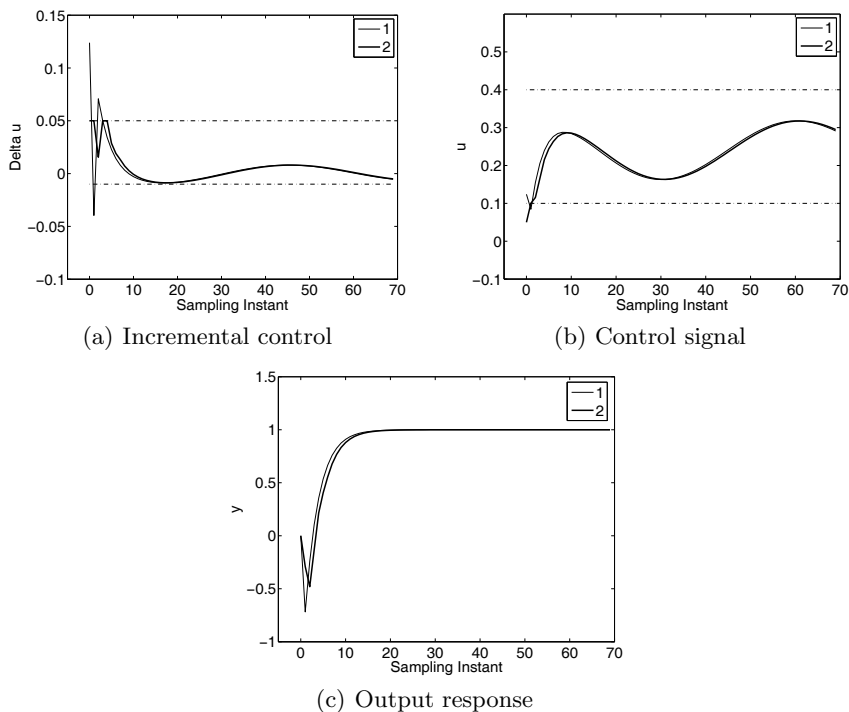 0.15
0.1
0.05
0
−0.05
−0.1
Delta u
0 10 20 30 40 50 60 70
Sampling Instant
1
2
(a) Incremental control
0.5
0.4
0.3
0.2
0.1
0
−0.1
u
0 10 20 30 40 50 60 70
Sampling Instant
1
2
(b) Control signal
1.5
1
0.5
0
−0.5
−1
y
0 10 20 30 40 50 60 70
Sampling Instant
1
2
(c) Output response